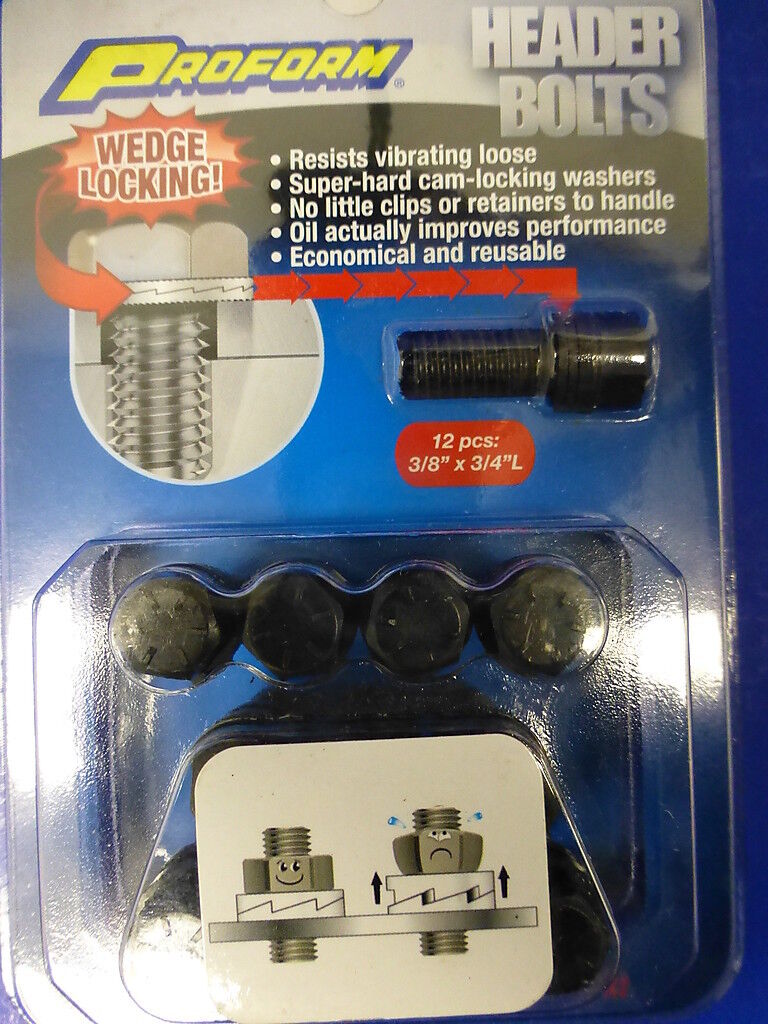 PROFORM®
HEADER
BOLTS
WEDGE
LOCKING!
• Resists vibrating loose
• Super-hard cam-locking washers
• No little clips or retainers to handle
• Oil actually improves performance
• Economical and reusable
12 pcs:
3/8" x 3/4"L